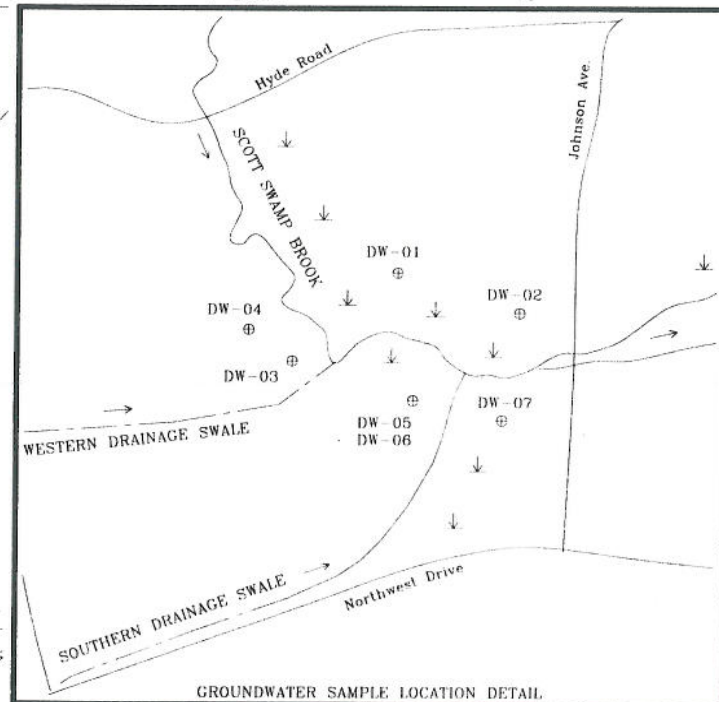 Hyde Road
Johnson Ave.
SCOTT SWAMP BROOK
DW-01
DW-02
DW-04
DW-03
DW-05
DW-06
DW-07
WESTERN DRAINAGE SWALE
SOUTHERN DRAINAGE SWALE
Northwest Drive
GROUNDWATER SAMPLE LOCATION DETAIL